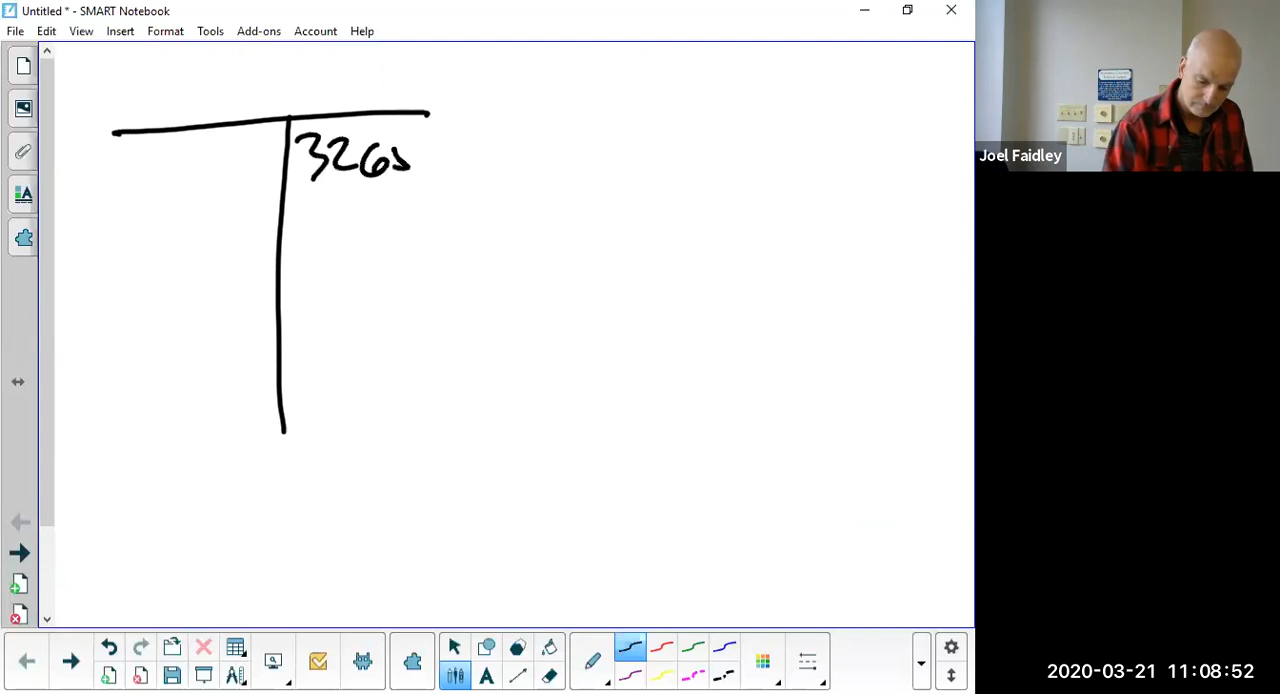 Untitled * - SMART Notebook
File Edit View Insert Format Tools Add-ons Account Help
326s
Joel Faidley
A
A
2020-03-21 11:08:52